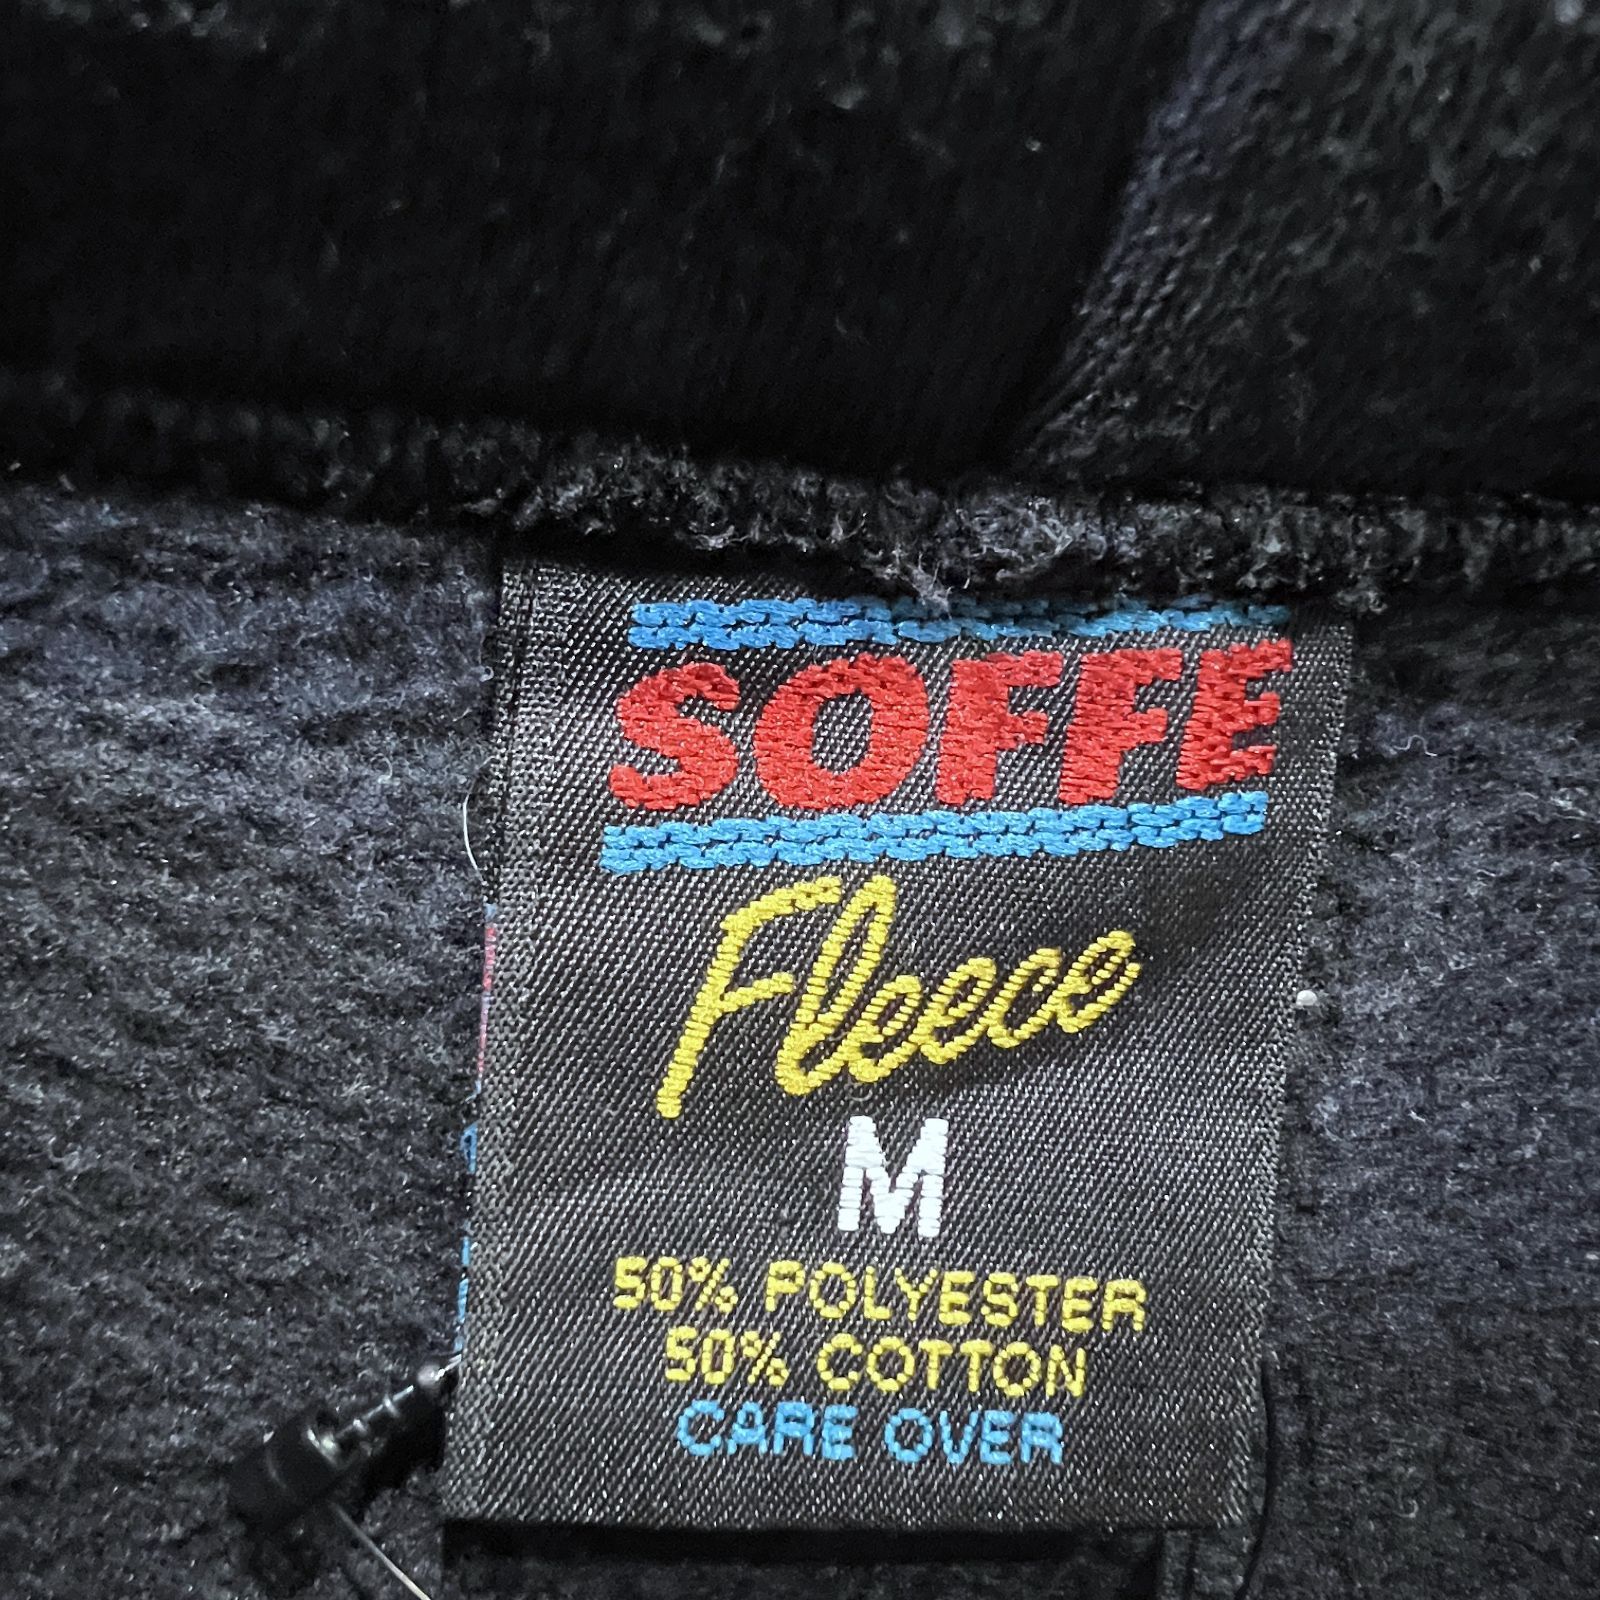 SOFFE
Fleece
M
50% POLYESTER
50% COTTON
CARE OVER